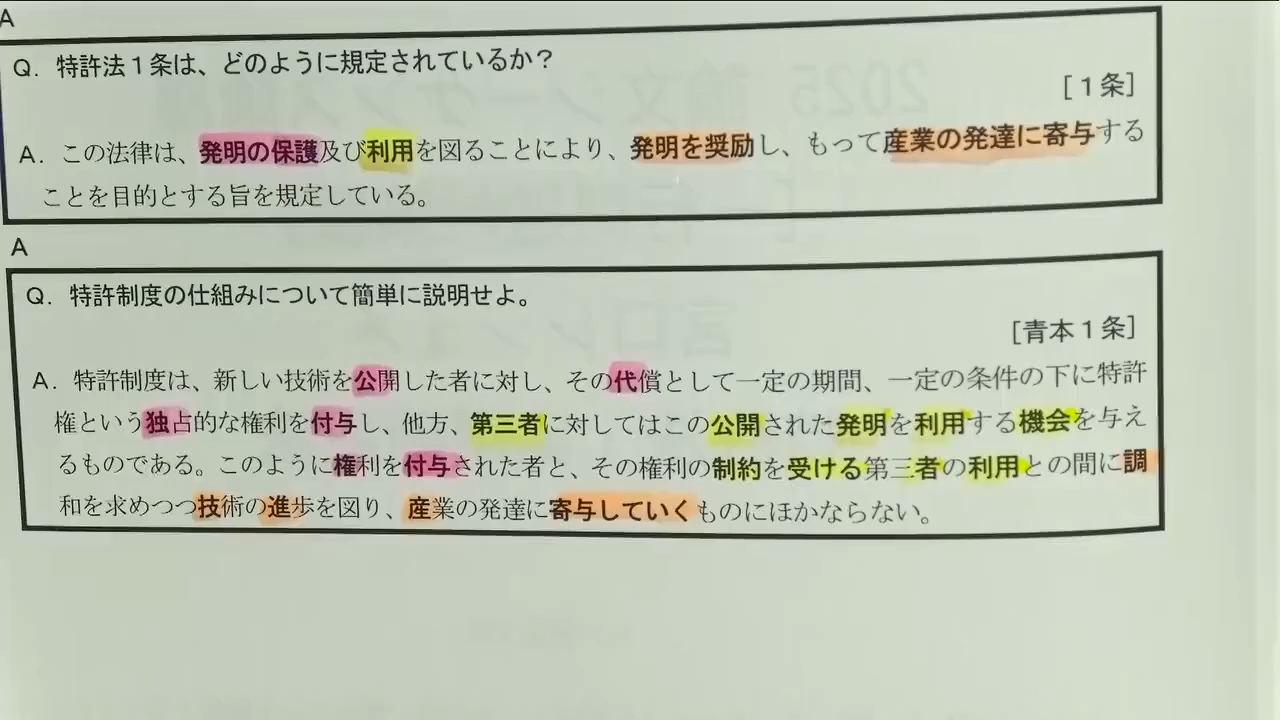 A
Q. 特許法1条は、どのように規定されているか?
[1条]
A. この法律は、発明の保護及び利用を図ることにより、発明を奨励し、もって産業の発達に寄与する
ことを目的とする旨を規定している。
A
Q. 特許制度の仕組みについて簡単に説明せよ。
[青本1条]
A. 特許制度は、新しい技術を公開した者に対し、その代償として一定の期間、一定の条件の下に特許
権という独占的な権利を付与し、他方、第三者に対してはこの公開された発明を利用する機会を与え
るものである。このように権利を付与された者と、その権利の制約を受ける第三者の利用との間に調
和を求めつつ技術の進歩を図り、産業の発達に寄与していくものにほかならない。